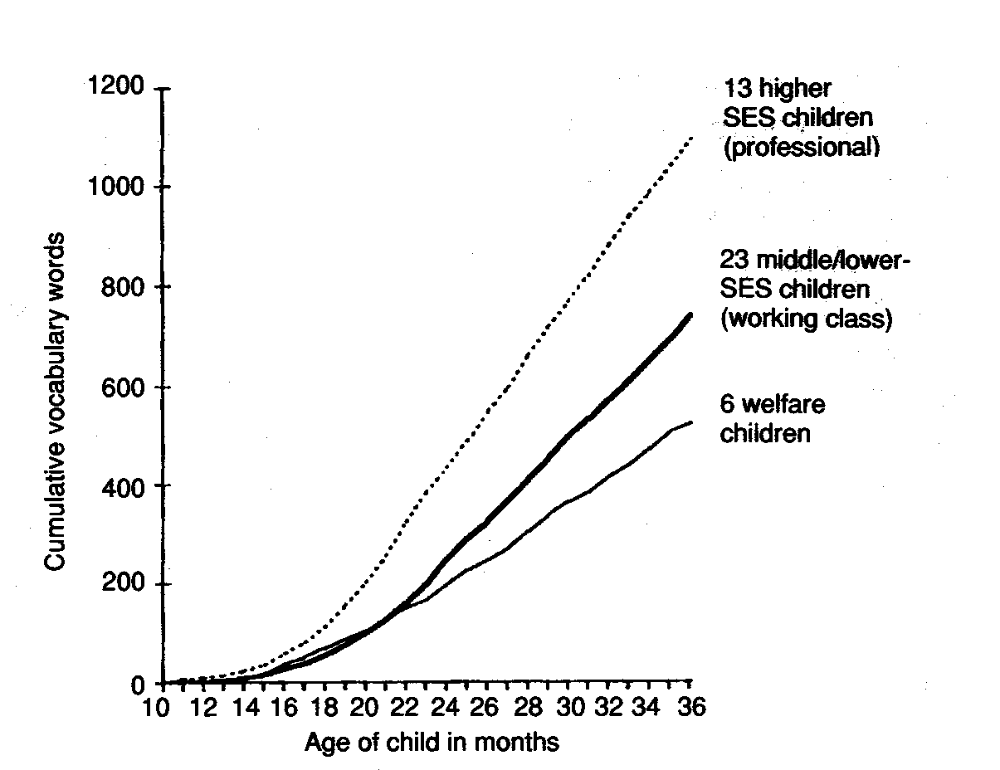 1200
1000
800
600
400
200
0
Cumulative vocabulary words
10 12 14 16 18 20 22 24 26 28 30 32 34 36
Age of child in months
13 higher
SES children
(professional)
23 middle/lower-
SES children
(working class)
6 welfare
children